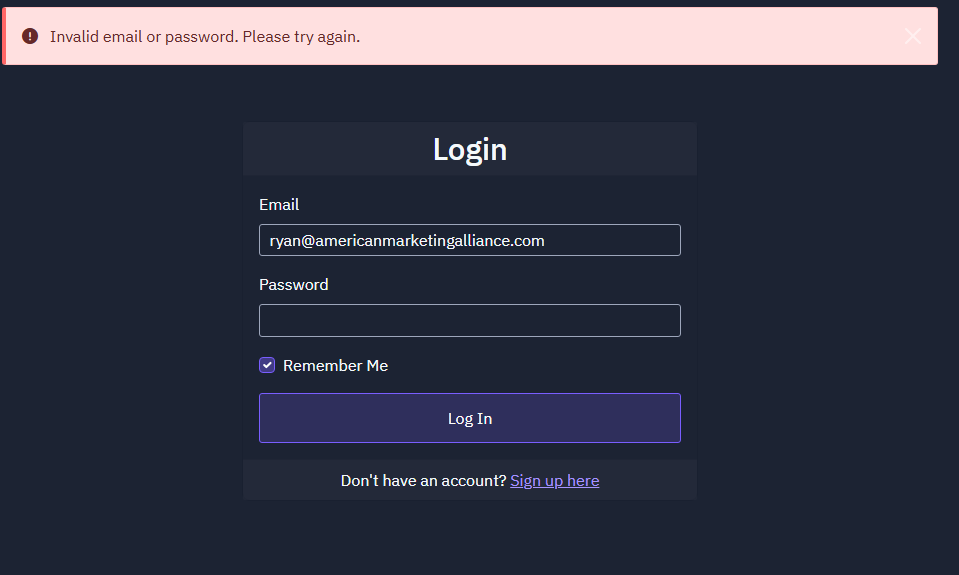 Invalid email or password. Please try again.
Login
Email
ryan@americanmarketingalliance.com
Password
Remember Me
Log In
Don't have an account? Sign up here